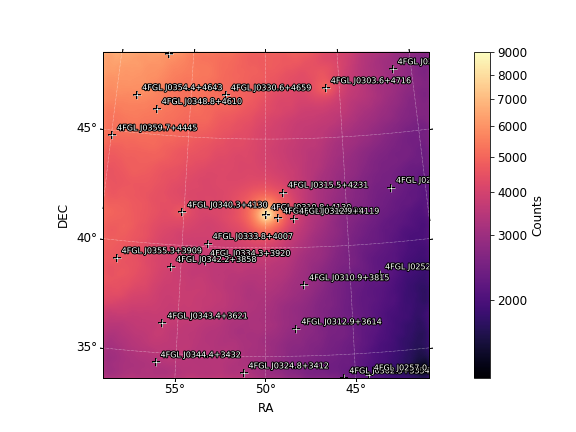 4FGL J0354.4+4643
4FGL J0330.6+4659
4FGL J0303.6+4716
4FGL J0348.8+4610
4FGL J0359.7+4445
4FGL J0315.5+4231
4FGL J0340.3+4130
4FGL J0312.9+4119
4FGL J0333.8+4007
4FGL J0355.3+3909
4FGL J0342.2+3858
4FGL J0252
4FGL J0310.9+3815
4FGL J0343.4+3621
4FGL J0312.9+3614
4FGL J0344.4+3432
4FGL J0324.8+3412
45°
40°
35°
55°
50°
45°
RA
DEC
9000
8000
7000
6000
5000
4000
3000
2000
Counts